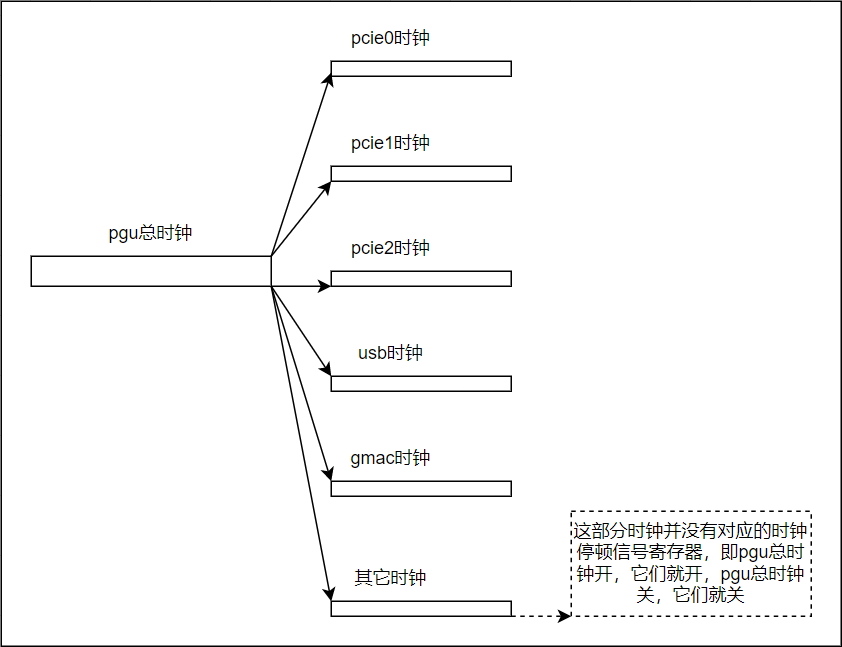 pcie0时钟
pcie1时钟
pgu总时钟
pcie2时钟
usb时钟
gmac时钟
其它时钟
这部分时钟并没有对应的时钟
停顿信号寄存器，即pgu总时
钟开，它们就开，pgu总时钟
关，它们就关